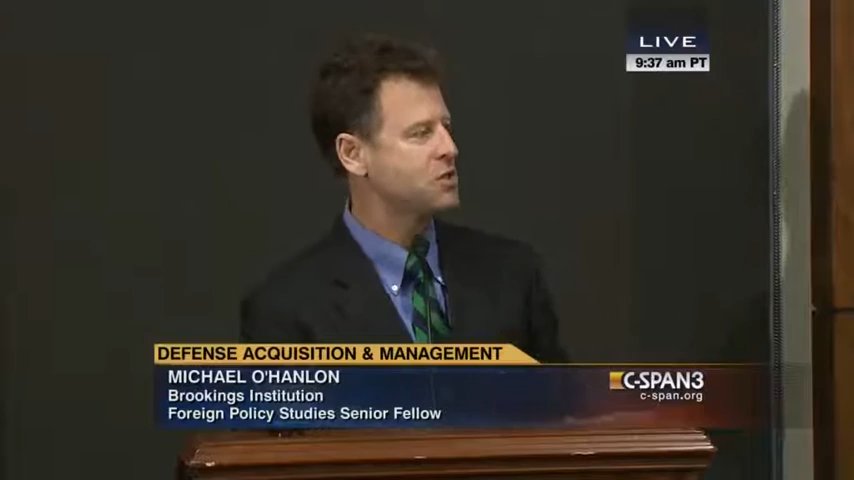 LIVE
9:37 am PT
DEFENSE ACQUISITION & MANAGEMENT
MICHAEL O'HANLON
Brookings Institution
Foreign Policy Studies Senior Fellow
C-SPAN3
c-span.org